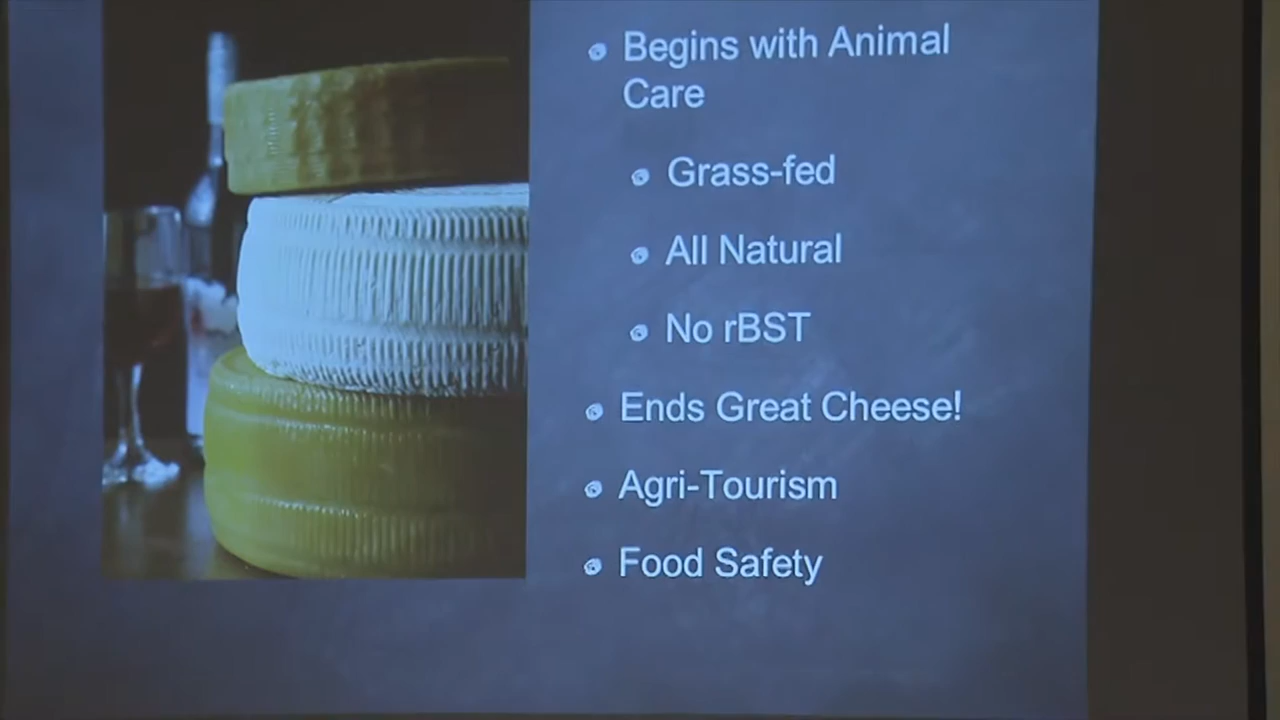 Begins with Animal
Care
Grass-fed
All Natural
No rBST
Ends Great Cheese!
Agri-Tourism
Food Safety